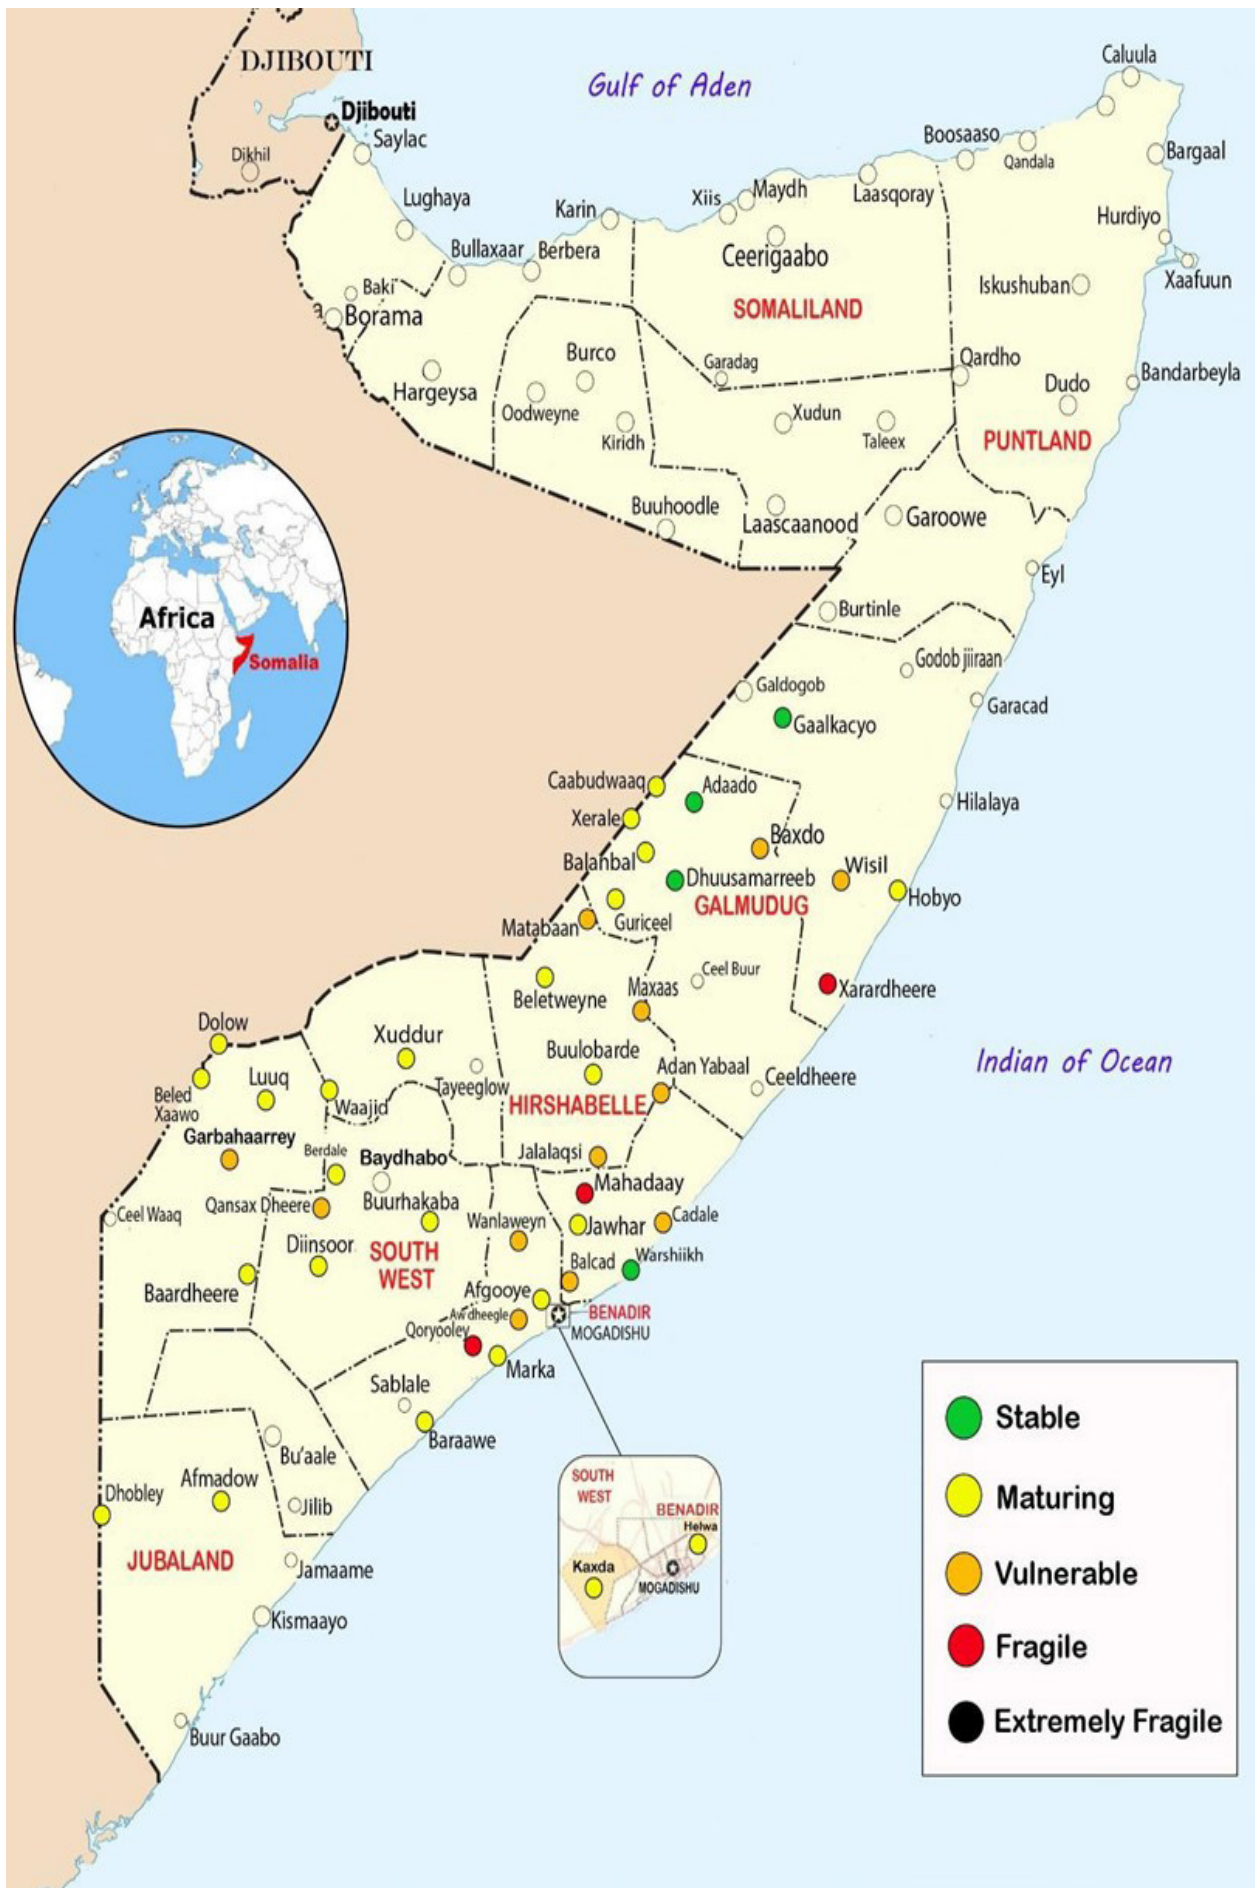 DJIBOUTI
Djibouti
Dikhil
Saylac
Lughaya
Gulf of Aden
Caluula
Boosaaso
Qandala
Bargaal
Karin
Xiis
Maydh
Laasqoray
Hurdiyo
Xaafuun
Bullaxaar
Berbera
Ceerigaabo
Iskushuban
Baki
Borama
SOMALILAND
Hargeysa
Burco
Oodweyne
Kiridh
Garadag
Xudun
Taleex
Qardho
Dudo
Bandarbeyla
PUNTLAND
Buuhoodle
Laascaanood
Garoowe
Eyl
Africa
Somalia
Burtinle
Godob jiiraan
Galdogob
Gaalkacyo
Garacad
Caabudwaaq
Adaado
Hilalaya
Xerale
Baxdo
Balanbal
Dhuusamarreeb
Wisil
Hobyo
GALMUDUG
Guriceel
Matabaan
Ceel Buur
Maxaas
Xarardheere
Beletweyne
Dolow
Xuddur
Buulobarde
Indian of Ocean
Beled
Xaawo
Luuq
Waajid
Tayeeglow
Adan Yabaal
Ceeldheere
HIRSHABELLE
Garbahaarrey
Berdale
Baydhabo
Jalalaqsi
Mahadaay
Ceel Waaq
Qansax Dheere
Buurhakaba
Wanlaweyn
Jawhar
Cadale
Diinsoor
SOUTH
WEST
Balcad
Warshiikh
Baardheere
Afgooye
Awdheegle
BENADIR
MOGADISHU
Qoryooley
Marka
Sablale
Baraawe
Bu'aale
Afmadow
Dhobley
Jilib
JUBALAND
Jamaame
Kismaayo
Buur Gaabo
SOUTH
WEST
BENADIR
Helwa
Kaxda
MOGADISHU
Stable
Maturing
Vulnerable
Fragile
Extremely Fragile